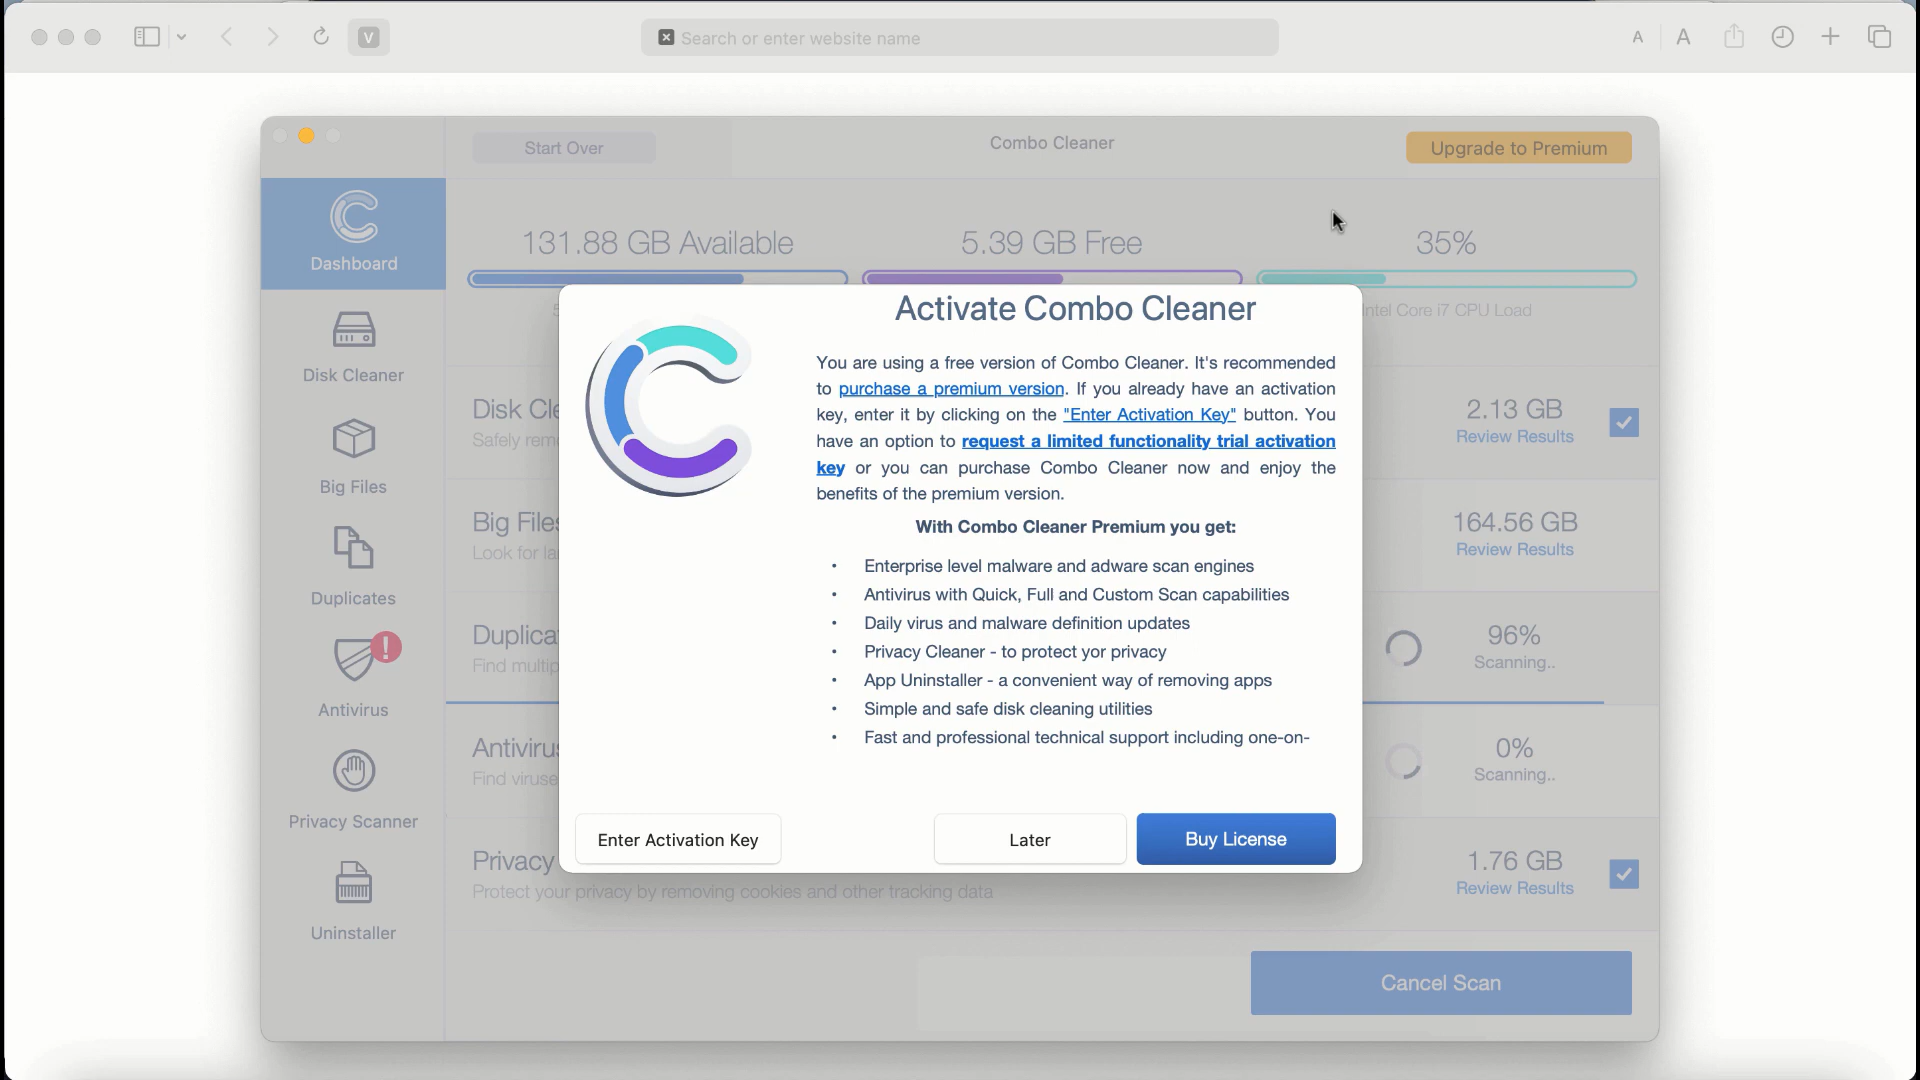 V
Search or enter website name
A
A
Start Over
Combo Cleaner
Upgrade to Premium
Dashboard
131.88 GB Available
5.39 GB Free
35%
Intel Core i7 CPU Load
Disk Cleaner
Big Files
Duplicates
Antivirus
Privacy Scanner
Uninstaller
Disk Cle
Safely rem
2.13 GB
Review Results
Big Files
Look for la
164.56 GB
Review Results
Duplica
Find multip
96%
Scanning..
Antivirus
Find viruse
0%
Scanning..
Privacy
Protect your privacy by removing cookies and other tracking data
1.76 GB
Review Results
Cancel Scan
Activate Combo Cleaner
You are using a free version of Combo Cleaner. It's recommended
to purchase a premium version. If you already have an activation
key, enter it by clicking on the "Enter Activation Key" button. You
have an option to request a limited functionality trial activation
key or you can purchase Combo Cleaner now and enjoy the
benefits of the premium version.
With Combo Cleaner Premium you get:
• Enterprise level malware and adware scan engines
• Antivirus with Quick, Full and Custom Scan capabilities
• Daily virus and malware definition updates
• Privacy Cleaner - to protect yor privacy
• App Uninstaller - a convenient way of removing apps
• Simple and safe disk cleaning utilities
• Fast and professional technical support including one-on-
Enter Activation Key
Later
Buy License